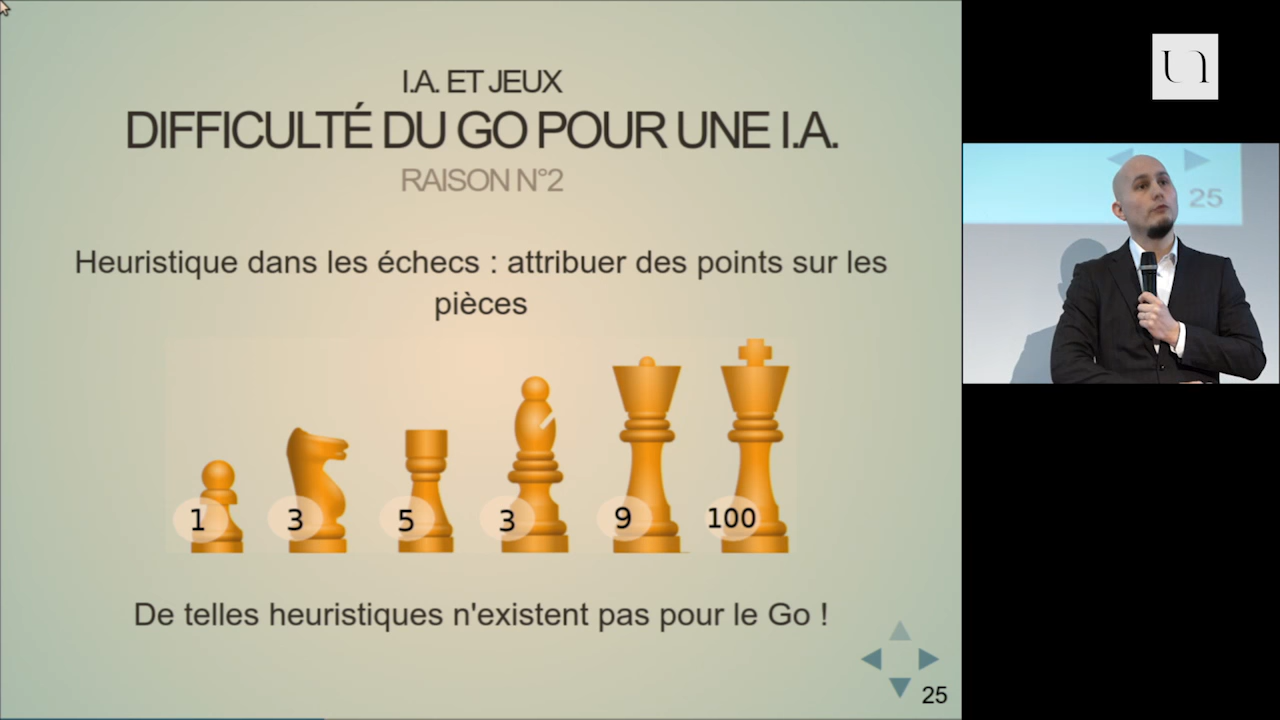 I.A. ET JEUX
DIFFICULTÉ DU GO POUR UNE I.A.
RAISON N°2
Heuristique dans les échecs : attribuer des points sur les
pièces
1 3 5 3 9 100
De telles heuristiques n'existent pas pour le Go !
25
un
25